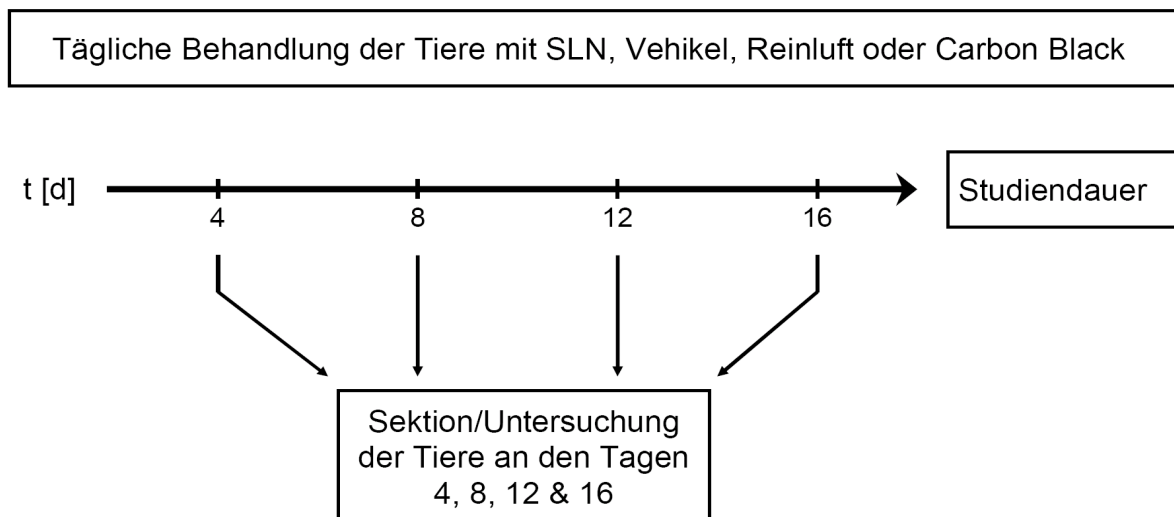 Tägliche Behandlung der Tiere mit SLN, Vehikel, Reinluft oder Carbon Black
t [d]
4
8
12
16
Studiendauer
Sektion/Untersuchung
der Tiere an den Tagen
4, 8, 12 & 16